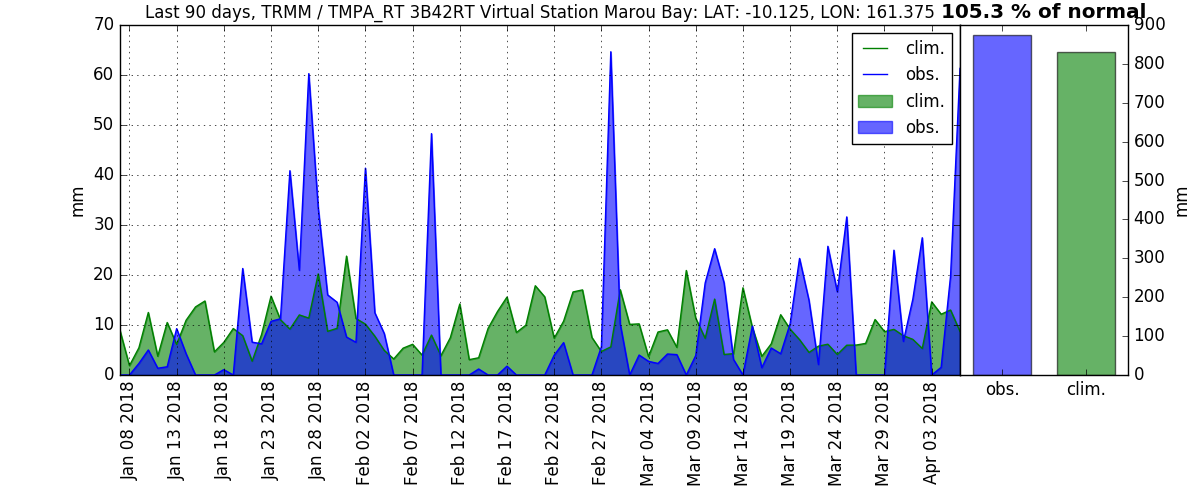 Last 90 days, TRMM / TMPA_RT 3B42RT Virtual Station Marou Bay: LAT: -10.125, LON: 161.375 105.3 % of normal
70
60
50
40
30
20
10
0
mm
clim.
obs.
clim.
obs.
900
800
700
600
500
400
300
200
100
0
mm
obs.
clim.
Jan 08 2018
Jan 13 2018
Jan 18 2018
Jan 23 2018
Jan 28 2018
Feb 02 2018
Feb 07 2018
Feb 12 2018
Feb 17 2018
Feb 22 2018
Feb 27 2018
Mar 04 2018
Mar 09 2018
Mar 14 2018
Mar 19 2018
Mar 24 2018
Mar 29 2018
Apr 03 2018